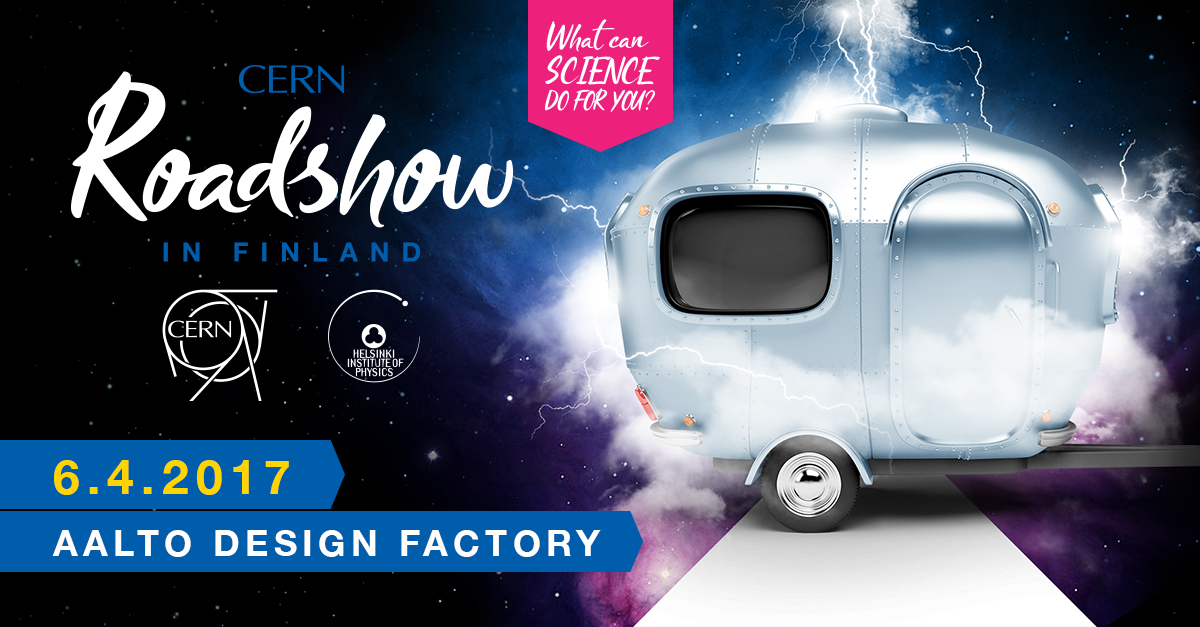 CERN
Roadshow
IN FINLAND
CERN
HELSINKI
INSTITUTE OF
PHYSICS
What can
SCIENCE
DO FOR YOU?
6.4.2017
AALTO DESIGN FACTORY